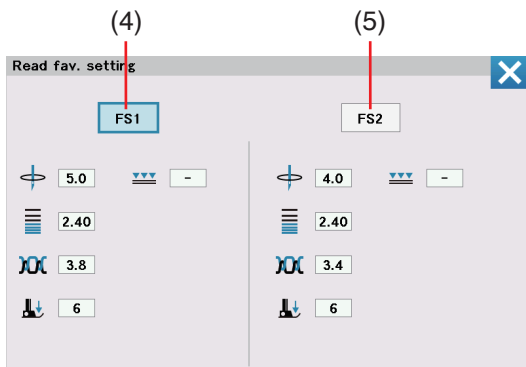 (4) (5)
Read fav. setting
FS1 FS2
5.0 - 4.0 -
2.40 2.40
3.8 3.4
6 6